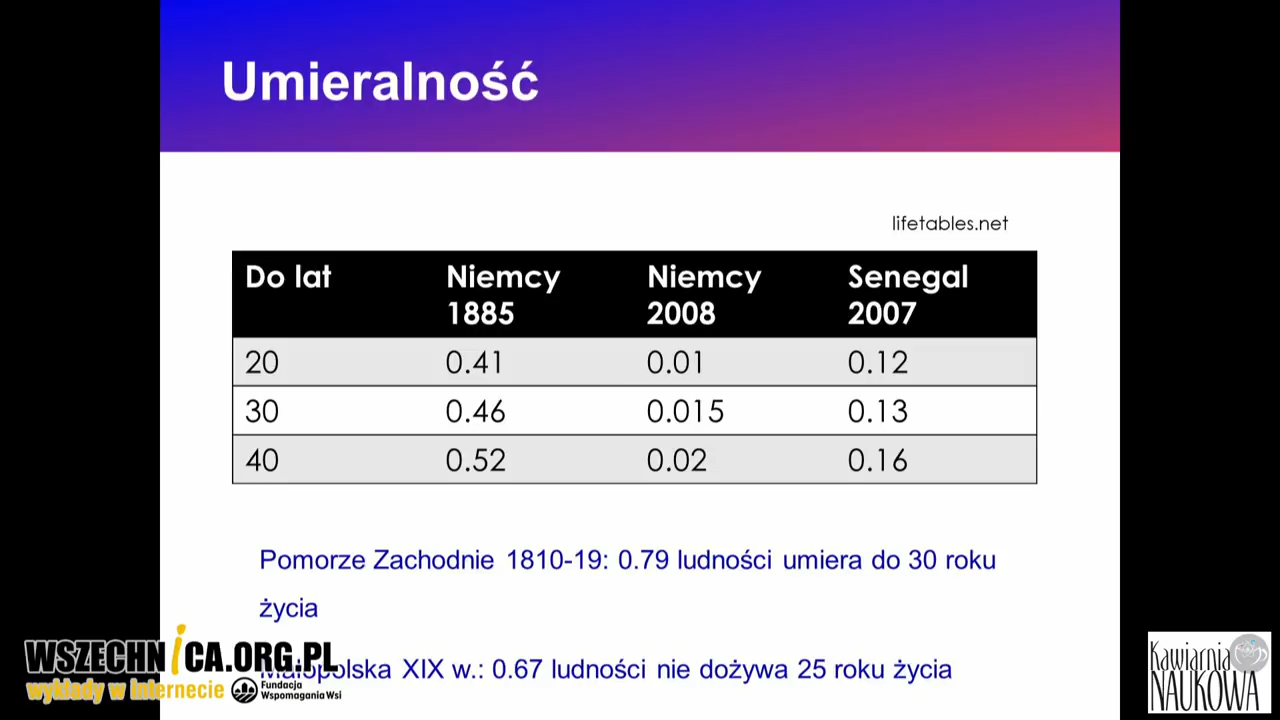 Umieralność
lifetables.net
Do lat Niemcy 1885 Niemcy 2008 Senegal 2007
20 0.41 0.01 0.12
30 0.46 0.015 0.13
40 0.52 0.02 0.16
Pomorze Zachodnie 1810-19: 0.79 ludności umiera do 30 roku
życia
Małopolska XIX w.: 0.67 ludności nie dożywa 25 roku życia
WSZECHNiCA.ORG.PL
wykłady w Internecie
Fundacja
Wspomagania Wsi
Kawiarnia
NAUKOWA